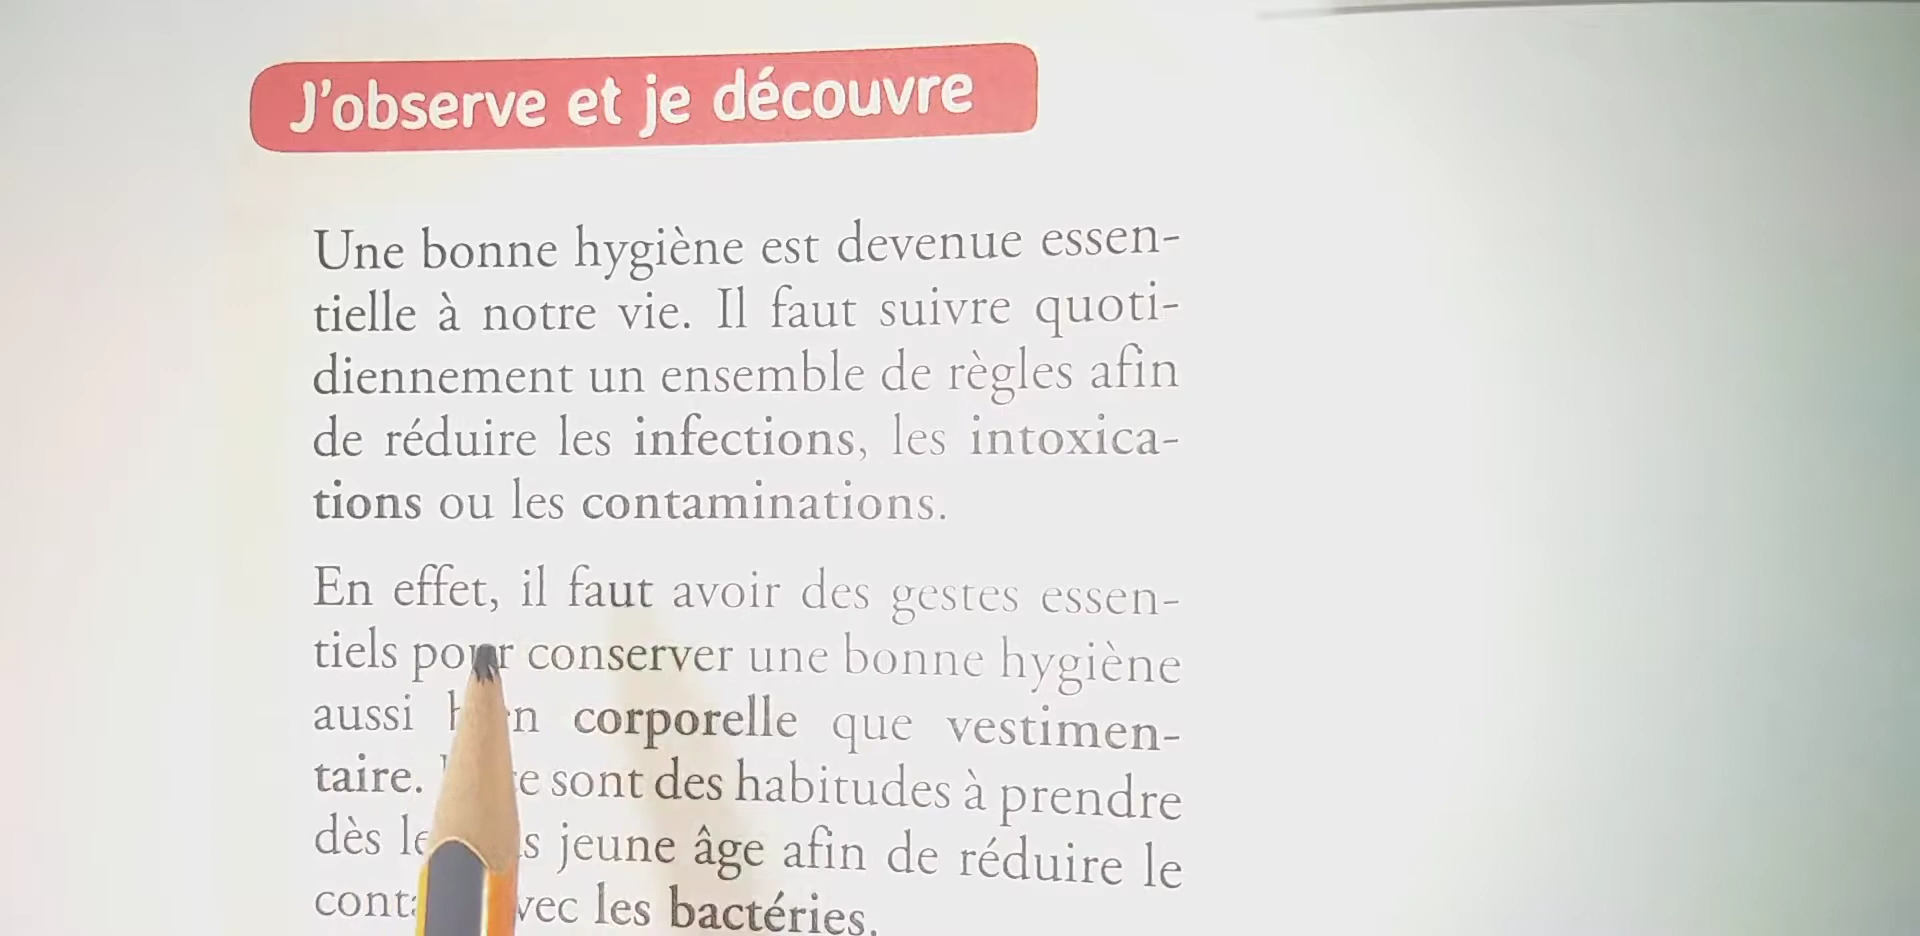 J'observe et je découvre
Une bonne hygiène est devenue essen-
tielle à notre vie. Il faut suivre quoti-
diennement un ensemble de règles afin
de réduire les infections, les intoxica-
tions ou les contaminations.
En effet, il faut avoir des gestes essen-
tiels pour conserver une bonne hygiène
aussi corporelle que vestimen-
taire. sont des habitudes à prendre
dès jeune âge afin de réduire le
les bactéries.